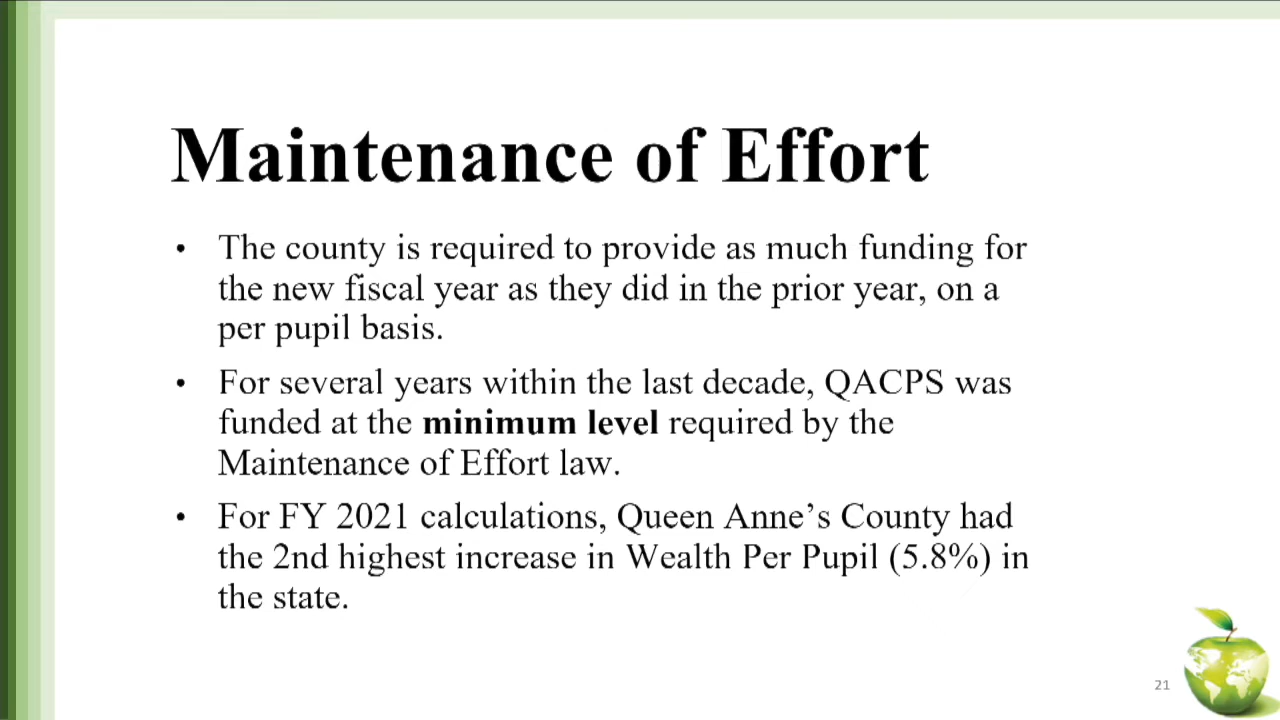 Maintenance of Effort
• The county is required to provide as much funding for
the new fiscal year as they did in the prior year, on a
per pupil basis.
• For several years within the last decade, QACPS was
funded at the minimum level required by the
Maintenance of Effort law.
• For FY 2021 calculations, Queen Anne’s County had
the 2nd highest increase in Wealth Per Pupil (5.8%) in
the state.
21